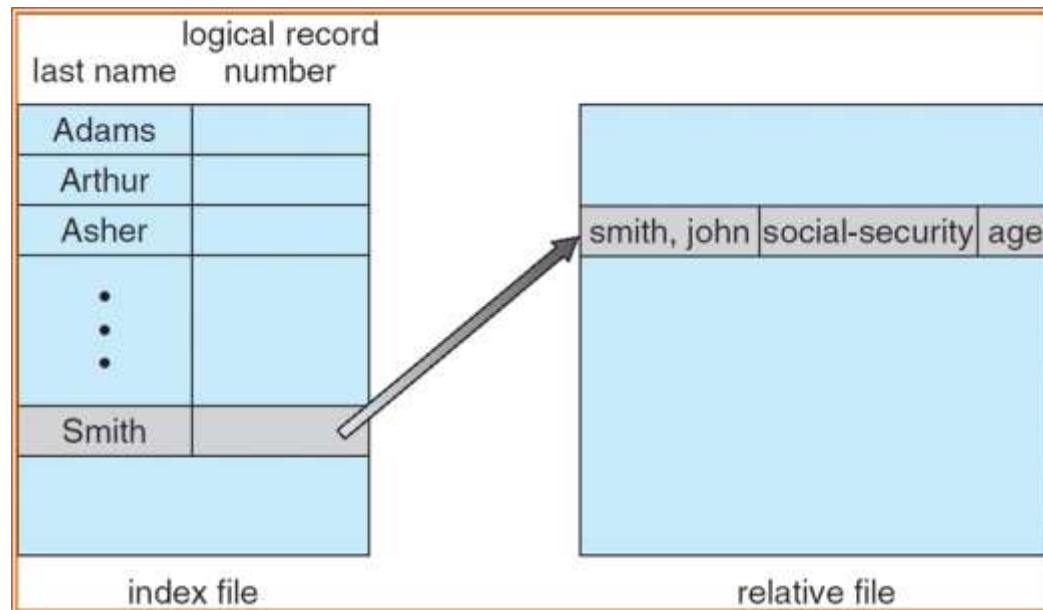 logical record
last name number
Adams
Arthur
Asher
Smith
smith, john social-security age
index file relative file